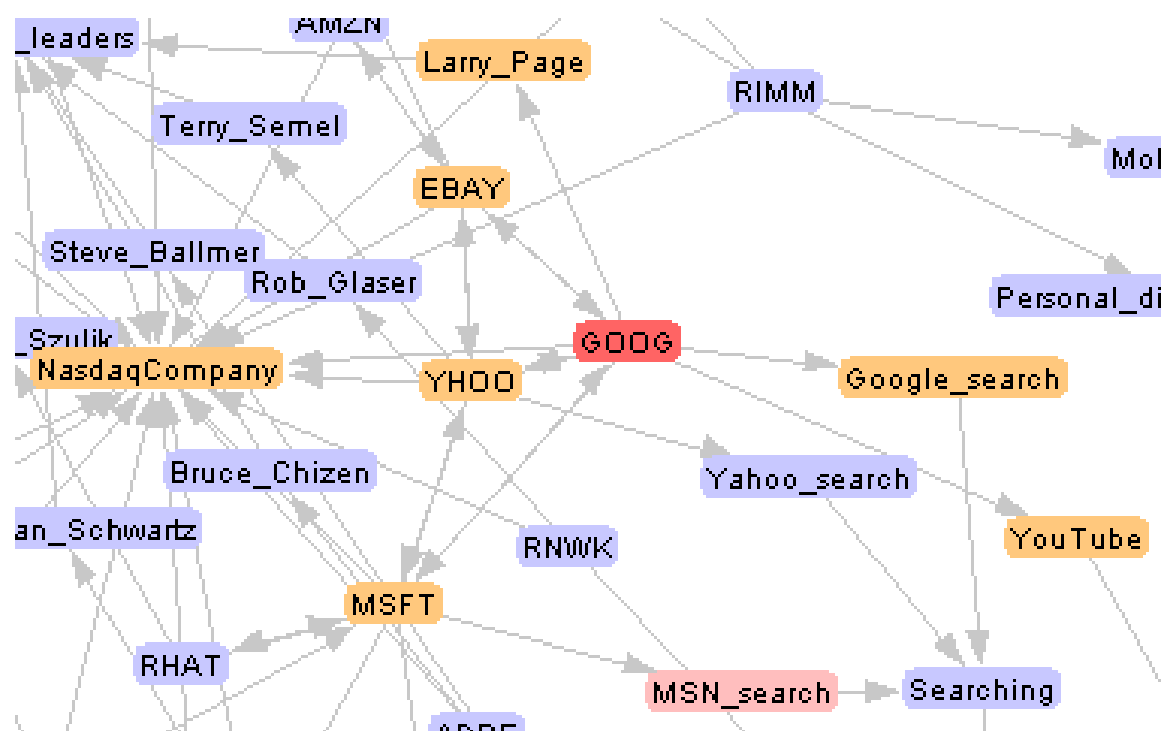 _leaders
AMZN
Larry_Page
RIMM
Terry_Semel
Mol
EBAY
Steve_Ballmer
Rob_Glaser
Personal_di
_Szulik
GOOG
NasdaqCompany
YHOO
Google_search
Bruce_Chizen
Yahoo_search
an_Schwartz
RNWK
YouTube
MSFT
RHAT
MSN_search
Searching